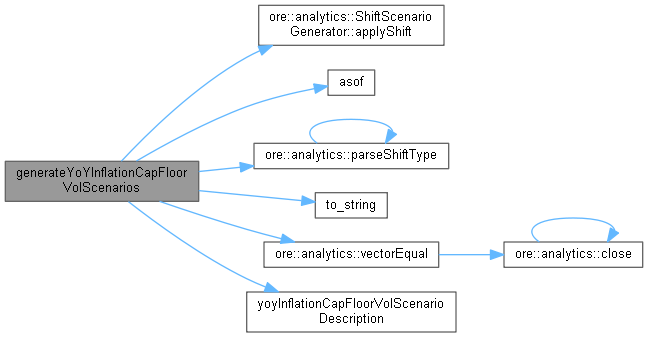 ore::analytics::ShiftScenario
Generator::applyShift
asof
ore::analytics::parseShiftType
generateYoYInflationCapFloor
VolScenarios
to_string
ore::analytics::vectorEqual
ore::analytics::close
yoyInflationCapFloorVolScenario
Description